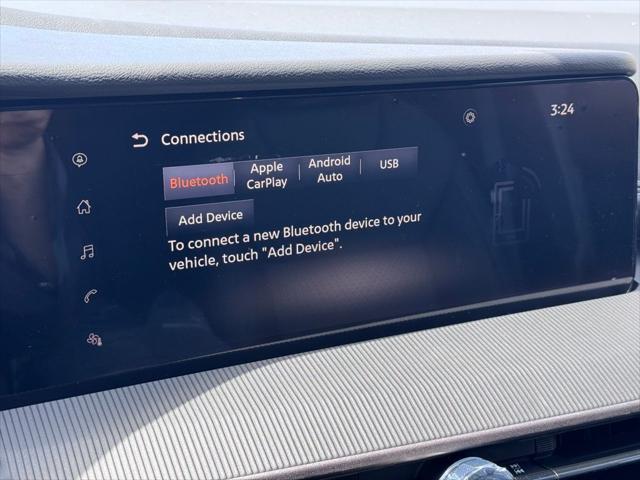 Connections
3:24
Bluetooth
Apple
CarPlay
Android
Auto
USB
Add Device
To connect a new Bluetooth device to your
vehicle, touch "Add Device".